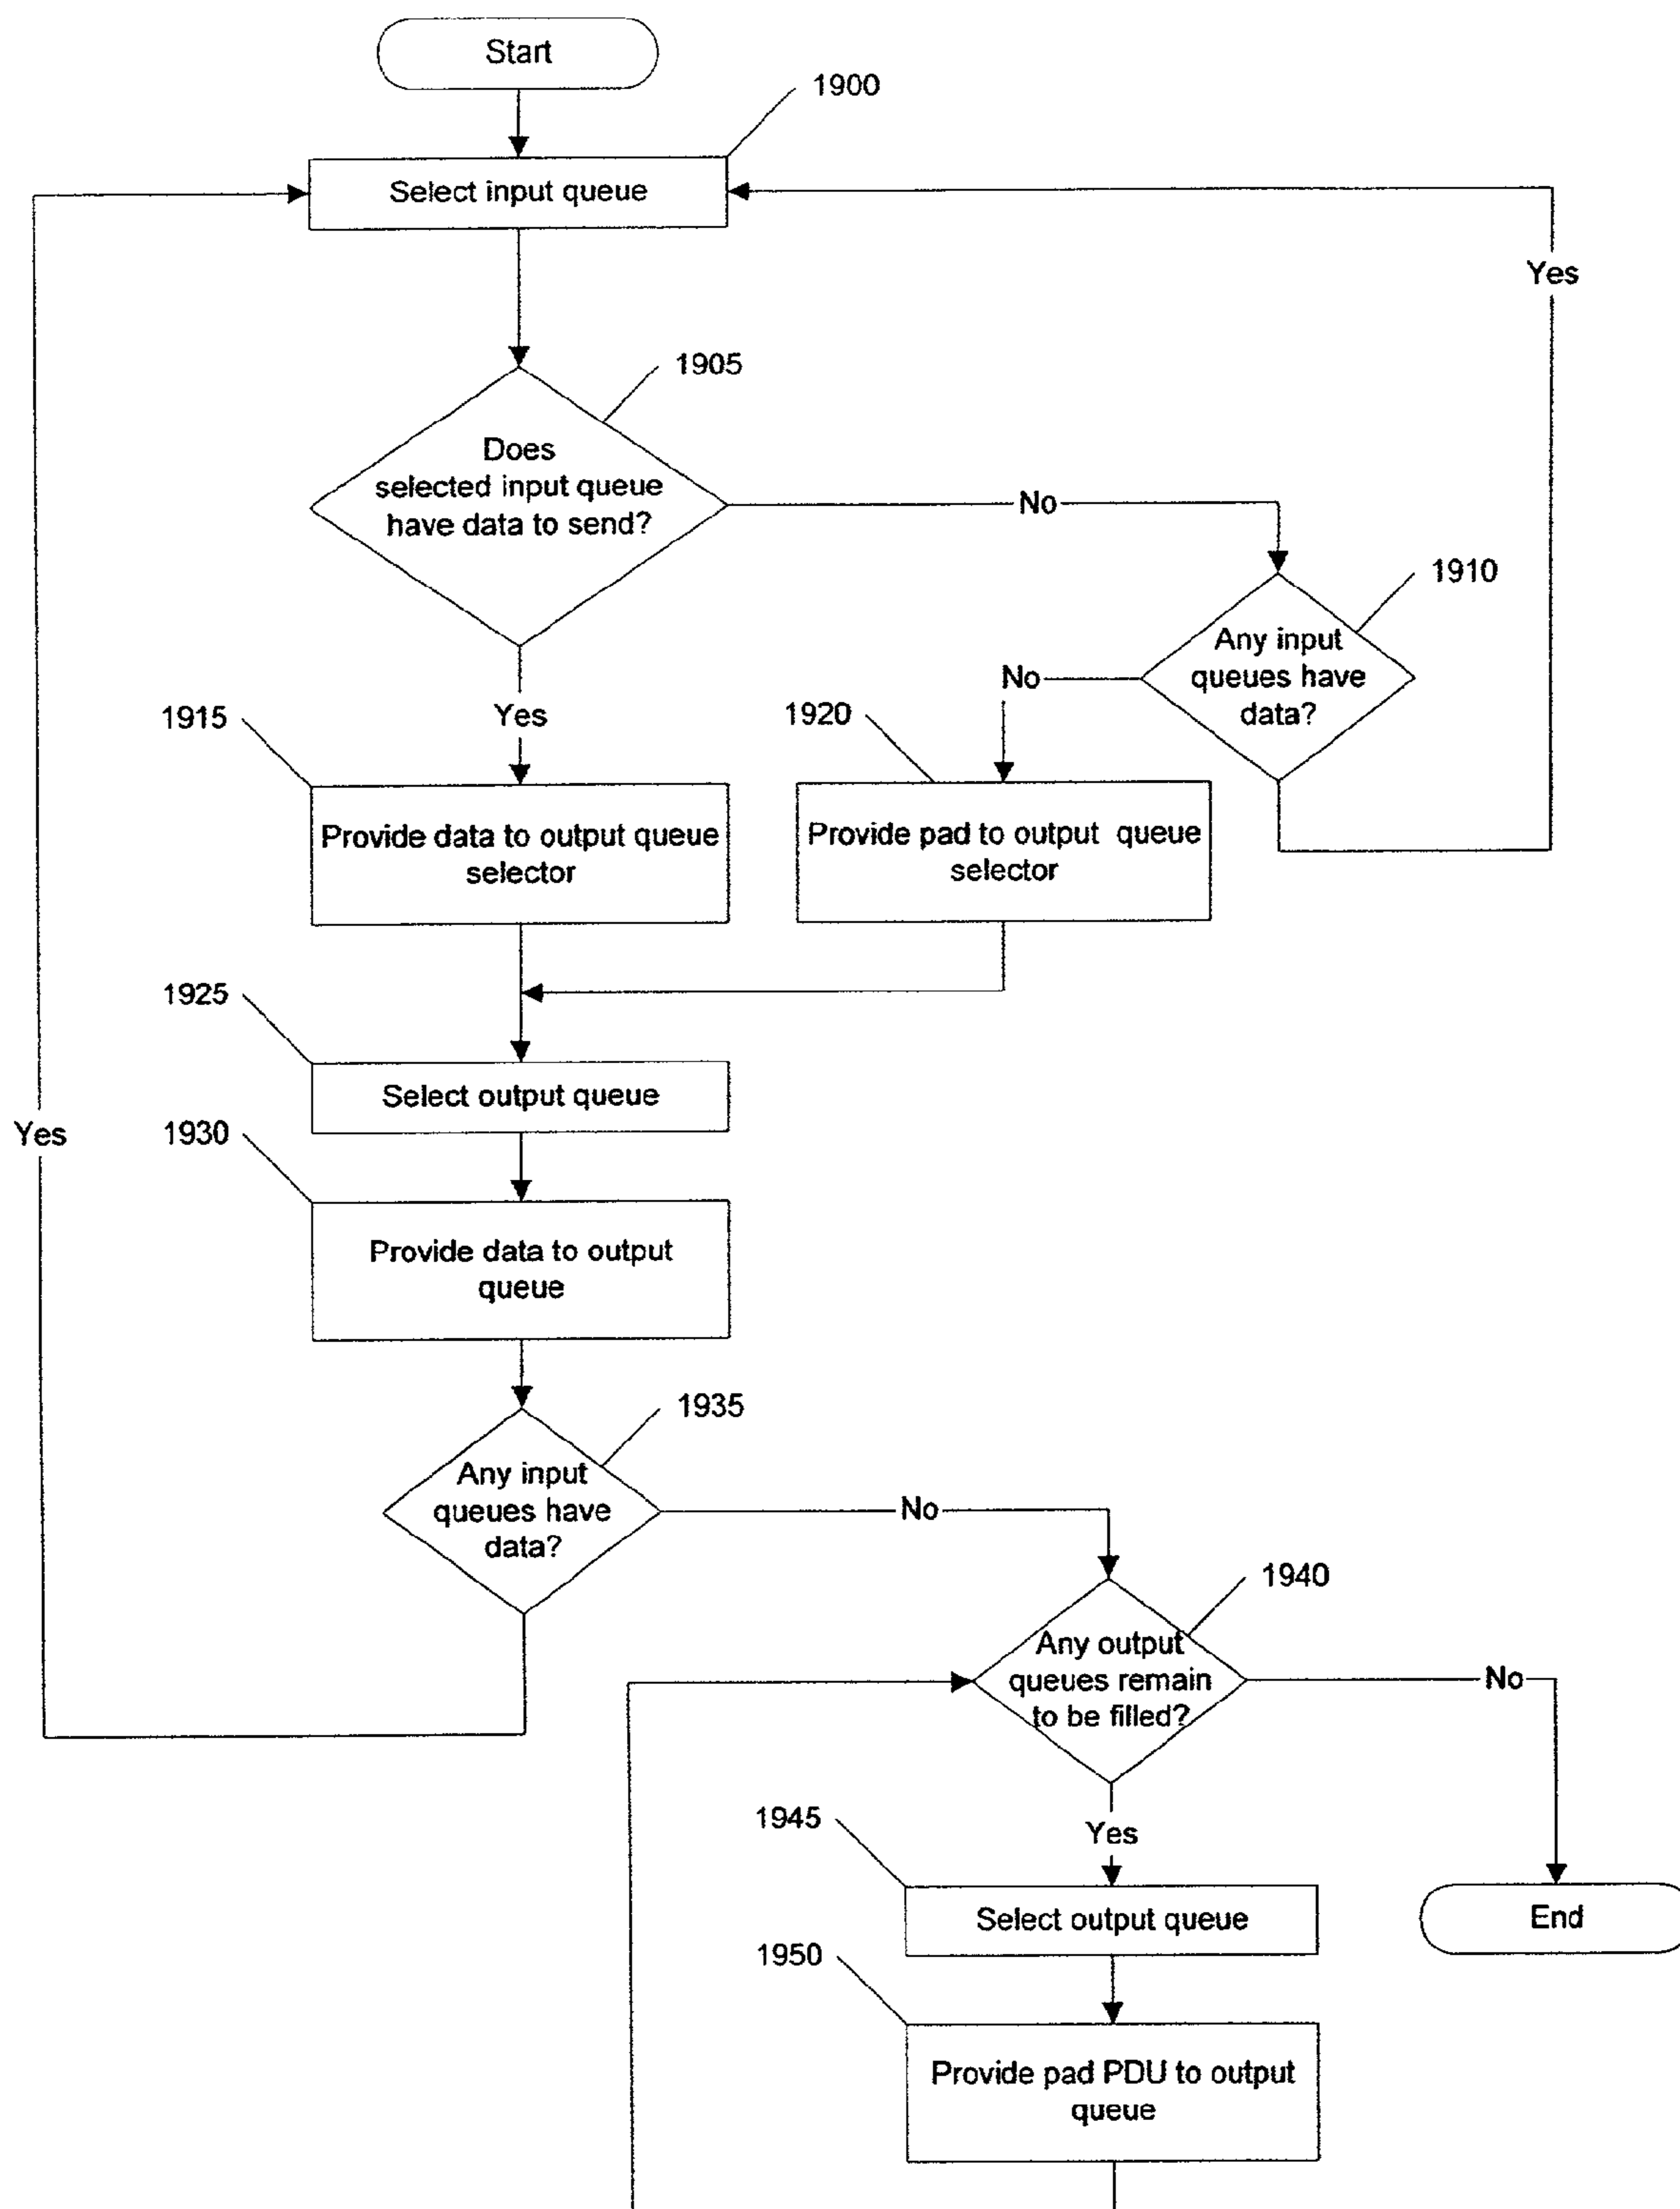 Start
1900
Select input queue
Yes
1905
Does
selected input queue
have data to send?
No
1910
Any input
queues have
data?
No
Yes
1915
1920
Provide data to output queue
selector
Provide pad to output queue
selector
1925
Select output queue
Yes
1930
Provide data to output
queue
1935
Any input
queues have
data?
No
1940
Any output
queues remain
to be filled?
No
1945
Yes
Select output queue
End
1950
Provide pad PDU to output
queue